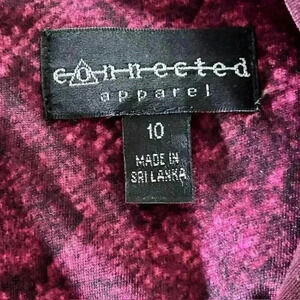 connected
apparel
10
MADE IN
SRI LANKA